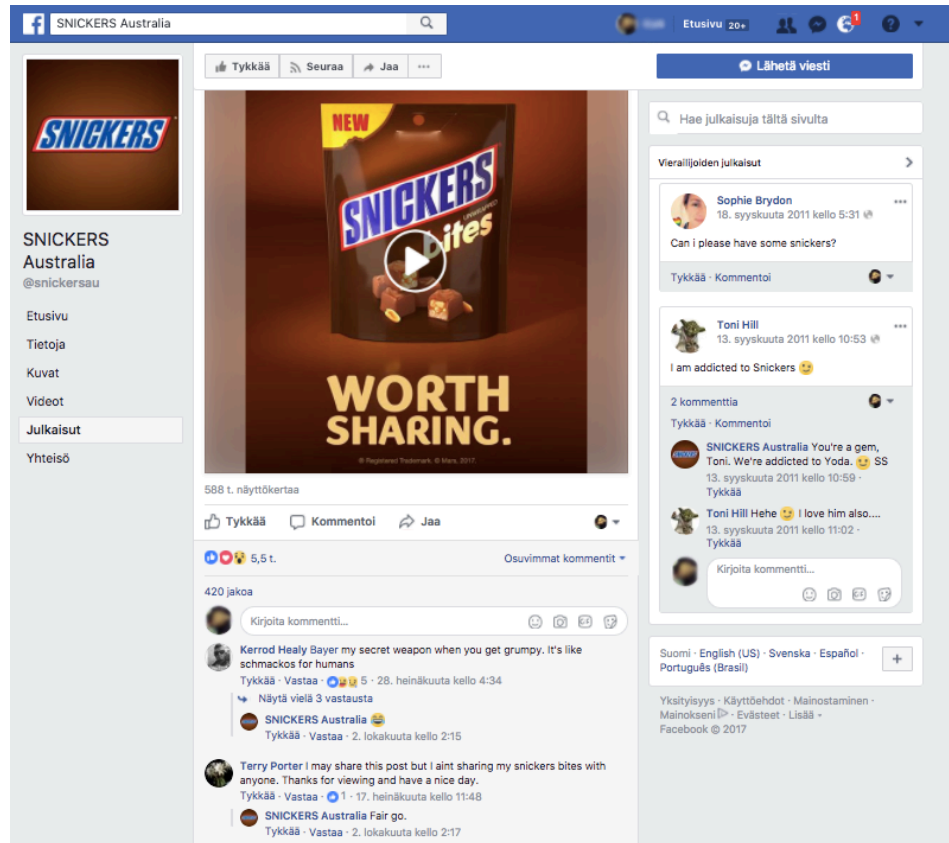 SNICKERS Australia
Etusivu 20+
1
SNICKERS
SNICKERS
Australia
@snickersau
Etusivu
Tietoja
Kuvat
Videot
Julkaisut
Yhteisö
Tykkää
Seuraa
Jaa
NEW
SNICKERS
UNWRAPPED
bites
WORTH
SHARING.
® Registered Trademark. © Mars, 2017.
588 t. näyttökertaa
Tykkää
Kommentoi
Jaa
5,5 t.
Osuvimmat kommentit
420 jakoa
Kirjoita kommentti...
GIF
Kerrod Healy Bayer my secret weapon when you get grumpy. It's like
schmackos for humans
Tykkää · Vastaa · 5 · 28. heinäkuuta kello 4:34
Näytä vielä 3 vastausta
SNICKERS Australia
Tykkää · Vastaa · 2. lokakuuta kello 2:15
Terry Porter I may share this post but I aint sharing my snickers bites with
anyone. Thanks for viewing and have a nice day.
Tykkää · Vastaa · 1 · 17. heinäkuuta kello 11:48
SNICKERS Australia Fair go.
Tykkää · Vastaa · 2. lokakuuta kello 2:17
Lähetä viesti
Hae julkaisuja tältä sivulta
Vierailijoiden julkaisut
Sophie Brydon
18. syyskuuta 2011 kello 5:31
Can i please have some snickers?
Tykkää · Kommentoi
Toni Hill
13. syyskuuta 2011 kello 10:53
I am addicted to Snickers
2 kommenttia
Tykkää · Kommentoi
SNICKERS Australia You're a gem,
Toni. We're addicted to Yoda. SS
13. syyskuuta 2011 kello 10:59 ·
Tykkää
Toni Hill Hehe I love him also....
13. syyskuuta 2011 kello 11:02 ·
Tykkää
Kirjoita kommentti...
GIF
Suomi · English (US) · Svenska · Español ·
Português (Brasil)
Yksityisyys · Käyttöehdot · Mainostaminen ·
Mainokseni · Evästeet · Lisää
Facebook © 2017